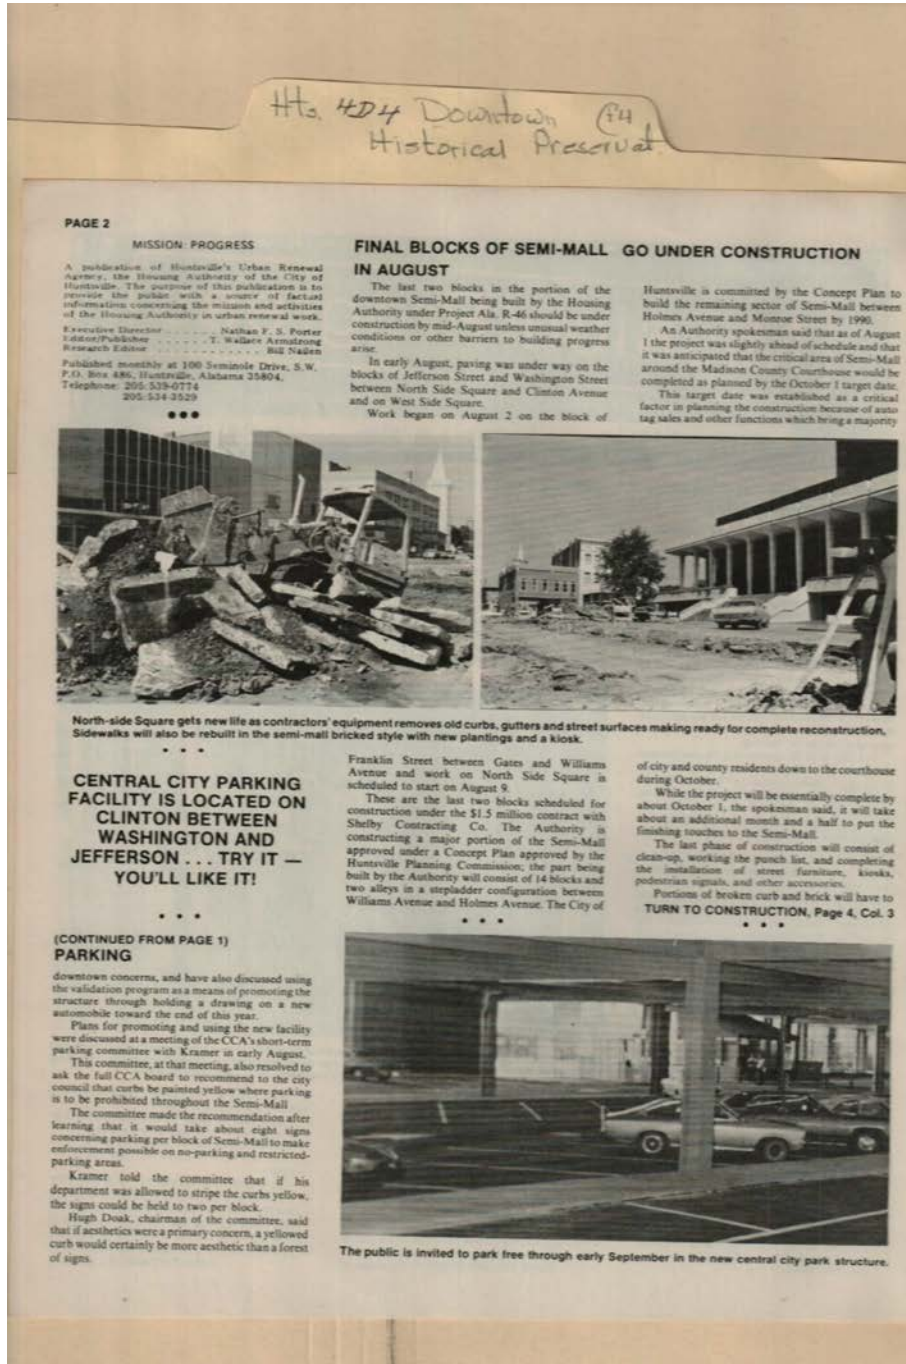 Hts. 4D4 Downtown
Historical Preservat.
PAGE 2
MISSION: PROGRESS
A publication of Huntsville's Urban Renewal
Agency, the Housing Authority of the City of
Huntsville. The purpose of this publication is to
provide the public with a source of factual
information concerning the mission and activities
of the Housing Authority in urban renewal work.
Executive Director . . . . . . . . Nathan F. S. Porter
Editor/Publisher . . . . . . . T. Wallace Armstrong
Research Editor . . . . . . . . . . . . . . . Bill Naden
Published monthly at 100 Seminole Drive, S.W.
P.O. Box 486, Huntsville, Alabama 35804.
Telephone: 205-539-0774
205-534-3529
FINAL BLOCKS OF SEMI-MALL GO UNDER CONSTRUCTION
IN AUGUST
The last two blocks in the portion of the
downtown Semi-Mall being built by the Housing
Authority under Project Ala. R-46 should be under
construction by mid-August unless unusual weather
conditions or other barriers to building progress
arise.
In early August, paving was under way on the
blocks of Jefferson Street and Washington Street
between North Side Square and Clinton Avenue
and on West Side Square.
Work began on August 2 on the block of
Huntsville is committed by the Concept Plan to
build the remaining sector of Semi-Mall between
Holmes Avenue and Monroe Street by 1990.
An Authority spokesman said that as of August
1 the project was slightly ahead of schedule and that
it was anticipated that the critical area of Semi-Mall
around the Madison County Courthouse would be
completed as planned by the October 1 target date.
This target date was established as a critical
factor in planning the construction because of auto
tag sales and other functions which bring a majority
North-side Square gets new life as contractors' equipment removes old curbs, gutters and street surfaces making ready for complete reconstruction.
Sidewalks will also be rebuilt in the semi-mall bricked style with new plantings and a kiosk.
CENTRAL CITY PARKING
FACILITY IS LOCATED ON
CLINTON BETWEEN
WASHINGTON AND
JEFFERSON . . . TRY IT —
YOU'LL LIKE IT!
Franklin Street between Gates and Williams
Avenue and work on North Side Square is
scheduled to start on August 9.
These are the last two blocks scheduled for
construction under the $1.5 million contract with
Shelby Contracting Co. The Authority is
constructing a major portion of the Semi-Mall
approved under a Concept Plan approved by the
Huntsville Planning Commission; the part being
built by the Authority will consist of 14 blocks and
two alleys in a stepladder configuration between
Williams Avenue and Holmes Avenue. The City of
of city and county residents down to the courthouse
during October.
While the project will be essentially complete by
about October 1, the spokesman said, it will take
about an additional month and a half to put the
finishing touches to the Semi-Mall.
The last phase of construction will consist of
clean-up, working the punch list, and completing
the installation of street furniture, kiosks,
pedestrian signals, and other accessories.
Portions of broken curb and brick will have to
TURN TO CONSTRUCTION, Page 4, Col. 3
(CONTINUED FROM PAGE 1)
PARKING
downtown concerns, and have also discussed using
the validation program as a means of promoting the
structure through holding a drawing on a new
automobile toward the end of this year.
Plans for promoting and using the new facility
were discussed at a meeting of the CCA's short-term
parking committee with Kramer in early August.
This committee, at that meeting, also resolved to
ask the full CCA board to recommend to the city
council that curbs be painted yellow where parking
is to be prohibited throughout the Semi-Mall
The committee made the recommendation after
learning that it would take about eight signs
concerning parking per block of Semi-Mall to make
enforcement possible on no-parking and restricted-
parking areas.
Kramer told the committee that if his
department was allowed to stripe the curbs yellow,
the signs could be held to two per block.
Hugh Doak, chairman of the committee, said
that if aesthetics were a primary concern, a yellowed
curb would certainly be more aesthetic than a forest
of signs.
The public is invited to park free through early September in the new central city park structure.